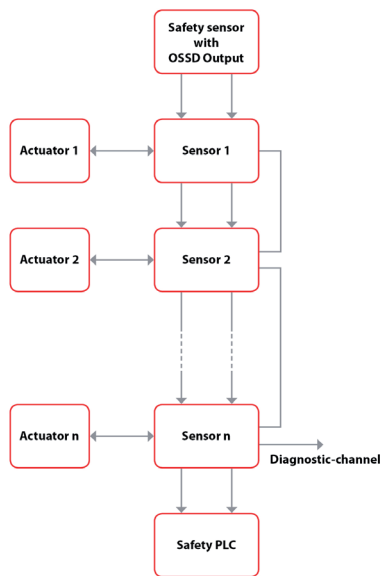 Safety sensor
with
OSSD Output
Actuator 1
Sensor 1
Actuator 2
Sensor 2
Actuator n
Sensor n
Diagnostic-channel
Safety PLC